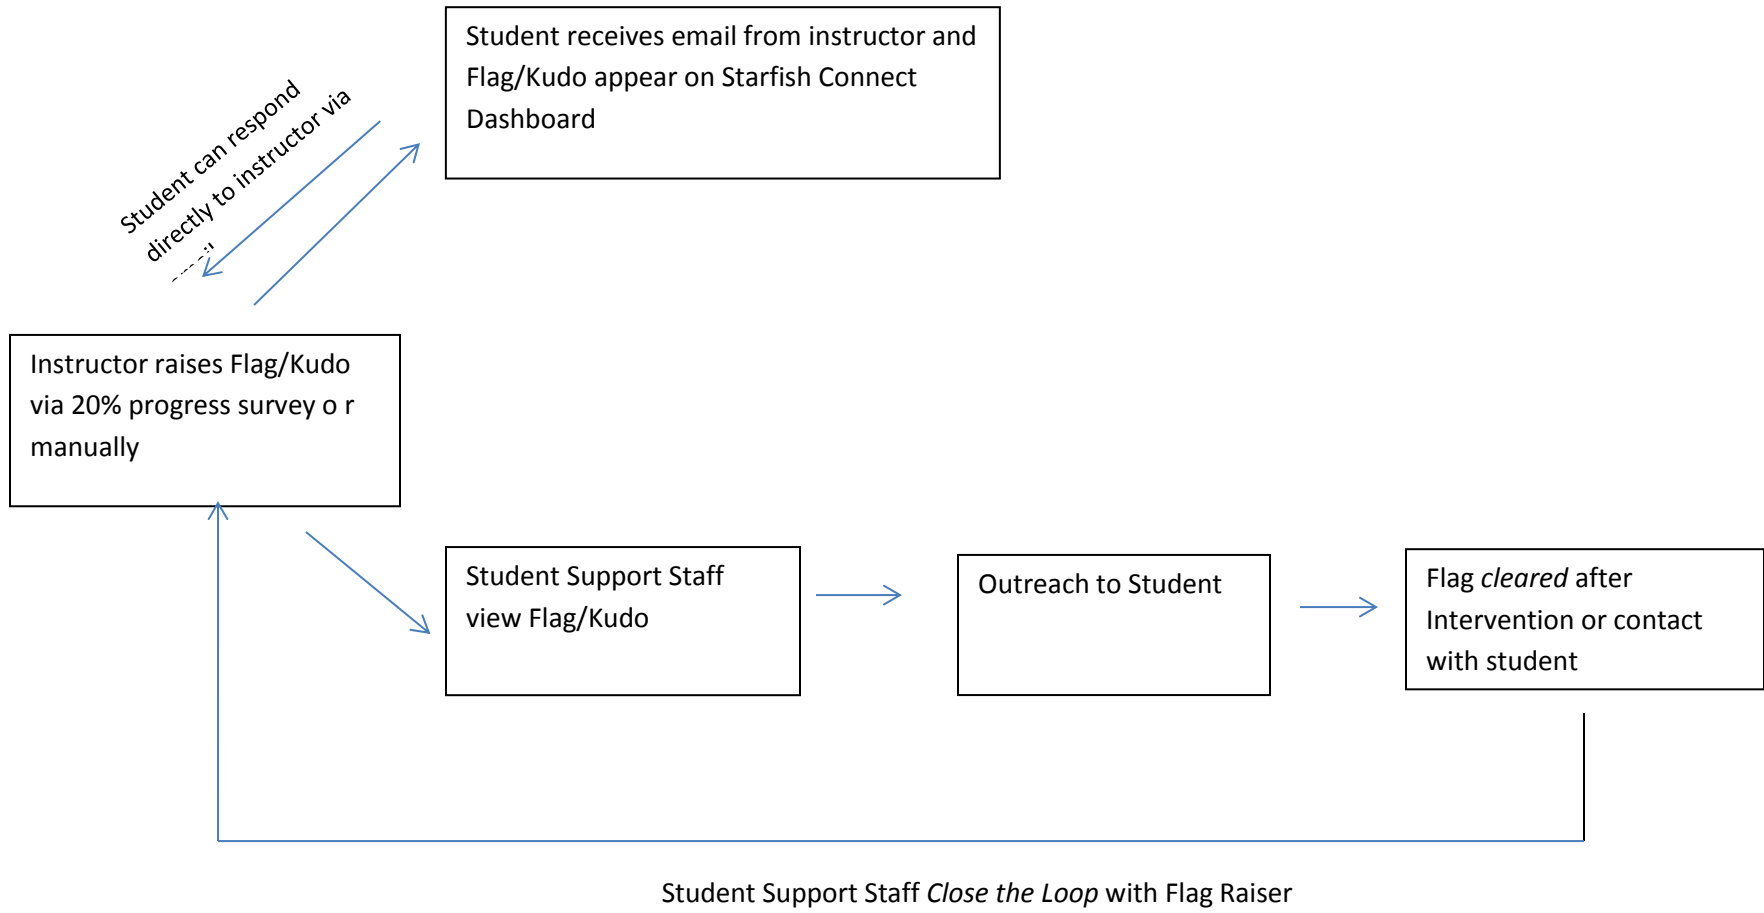 Student receives email from instructor and
Flag/Kudo appear on Starfish Connect
Dashboard
Student can respond
directly to instructor via
Instructor raises Flag/Kudo
via 20% progress survey o r
manually
Student Support Staff
view Flag/Kudo
Outreach to Student
Flag cleared after
Intervention or contact
with student
Student Support Staff Close the Loop with Flag Raiser